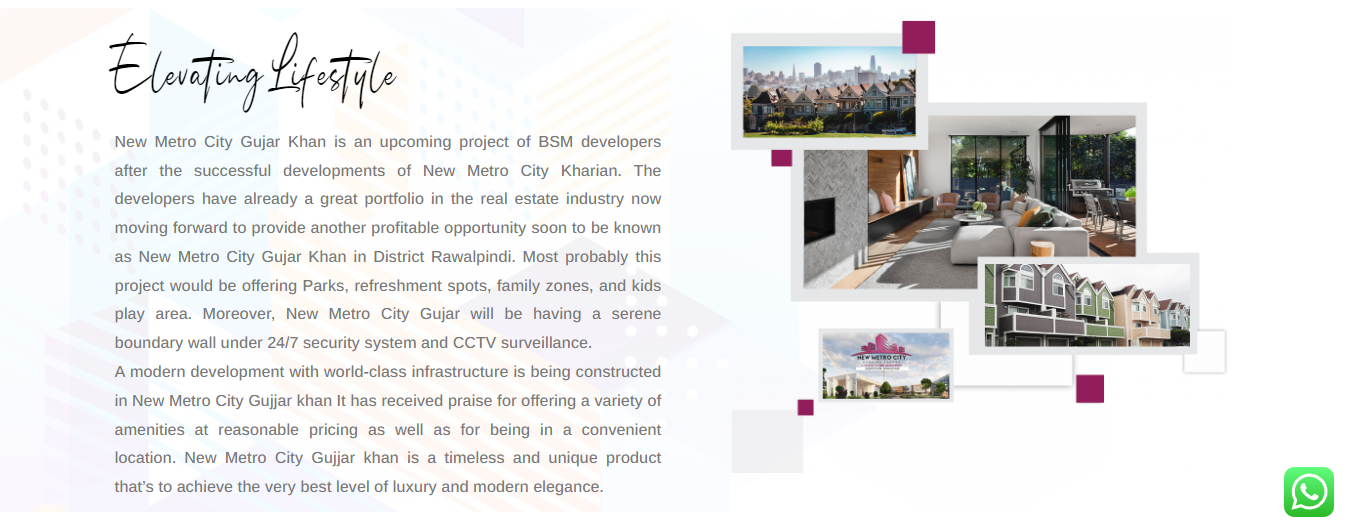 Elevating Lifestyle
New Metro City Gujar Khan is an upcoming project of BSM developers
after the successful developments of New Metro City Kharian. The
developers have already a great portfolio in the real estate industry now
moving forward to provide another profitable opportunity soon to be known
as New Metro City Gujar Khan in District Rawalpindi. Most probably this
project would be offering Parks, refreshment spots, family zones, and kids
play area. Moreover, New Metro City Gujar will be having a serene
boundary wall under 24/7 security system and CCTV surveillance.
A modern development with world-class infrastructure is being constructed
in New Metro City Gujjar khan It has received praise for offering a variety of
amenities at reasonable pricing as well as for being in a convenient
location. New Metro City Gujjar khan is a timeless and unique product
that’s to achieve the very best level of luxury and modern elegance.
NEW METRO CITY